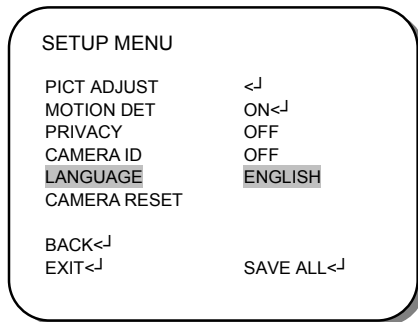 SETUP MENU
PICT ADJUST <┘
MOTION DET ON<┘
PRIVACY OFF
CAMERA ID OFF
LANGUAGE ENGLISH
CAMERA RESET
BACK<┘
EXIT<┘ SAVE ALL<┘